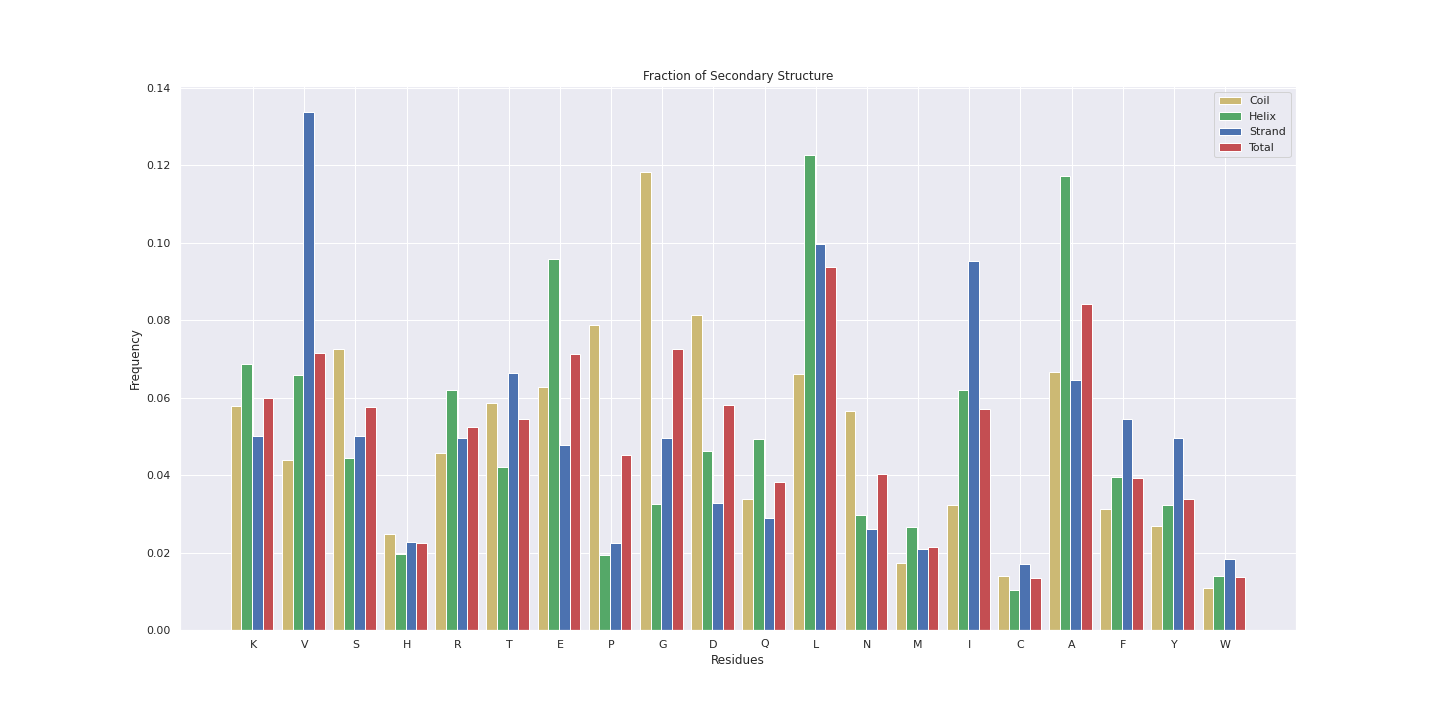 Fraction of Secondary Structure
Coil
Helix
Strand
Total
0.14
0.12
0.10
0.08
0.06
0.04
0.02
0.00
Frequency
K V S H R T E P G D Q L N M I C A F Y W
Residues